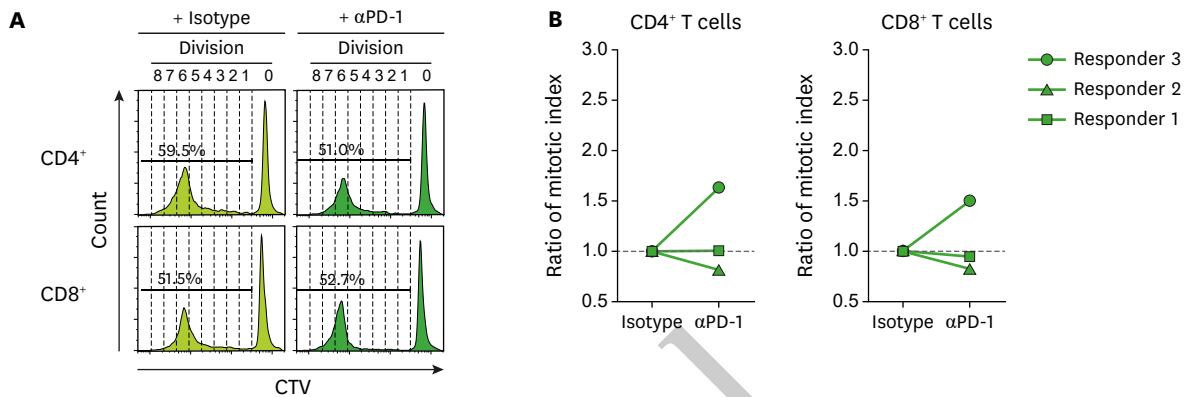 A
+ Isotype
+ αPD-1
Division
Division
8 7 6 5 4 3 2 1 0
8 7 6 5 4 3 2 1 0
CD4⁺
59.5%
51.0%
Count
CD8⁺
51.5%
52.7%
CTV
B
CD4⁺ T cells
Ratio of mitotic index
3.0
2.5
2.0
1.5
1.0
0.5
Isotype αPD-1
CD8⁺ T cells
Ratio of mitotic index
3.0
2.5
2.0
1.5
1.0
0.5
Isotype αPD-1
Responder 3
Responder 2
Responder 1